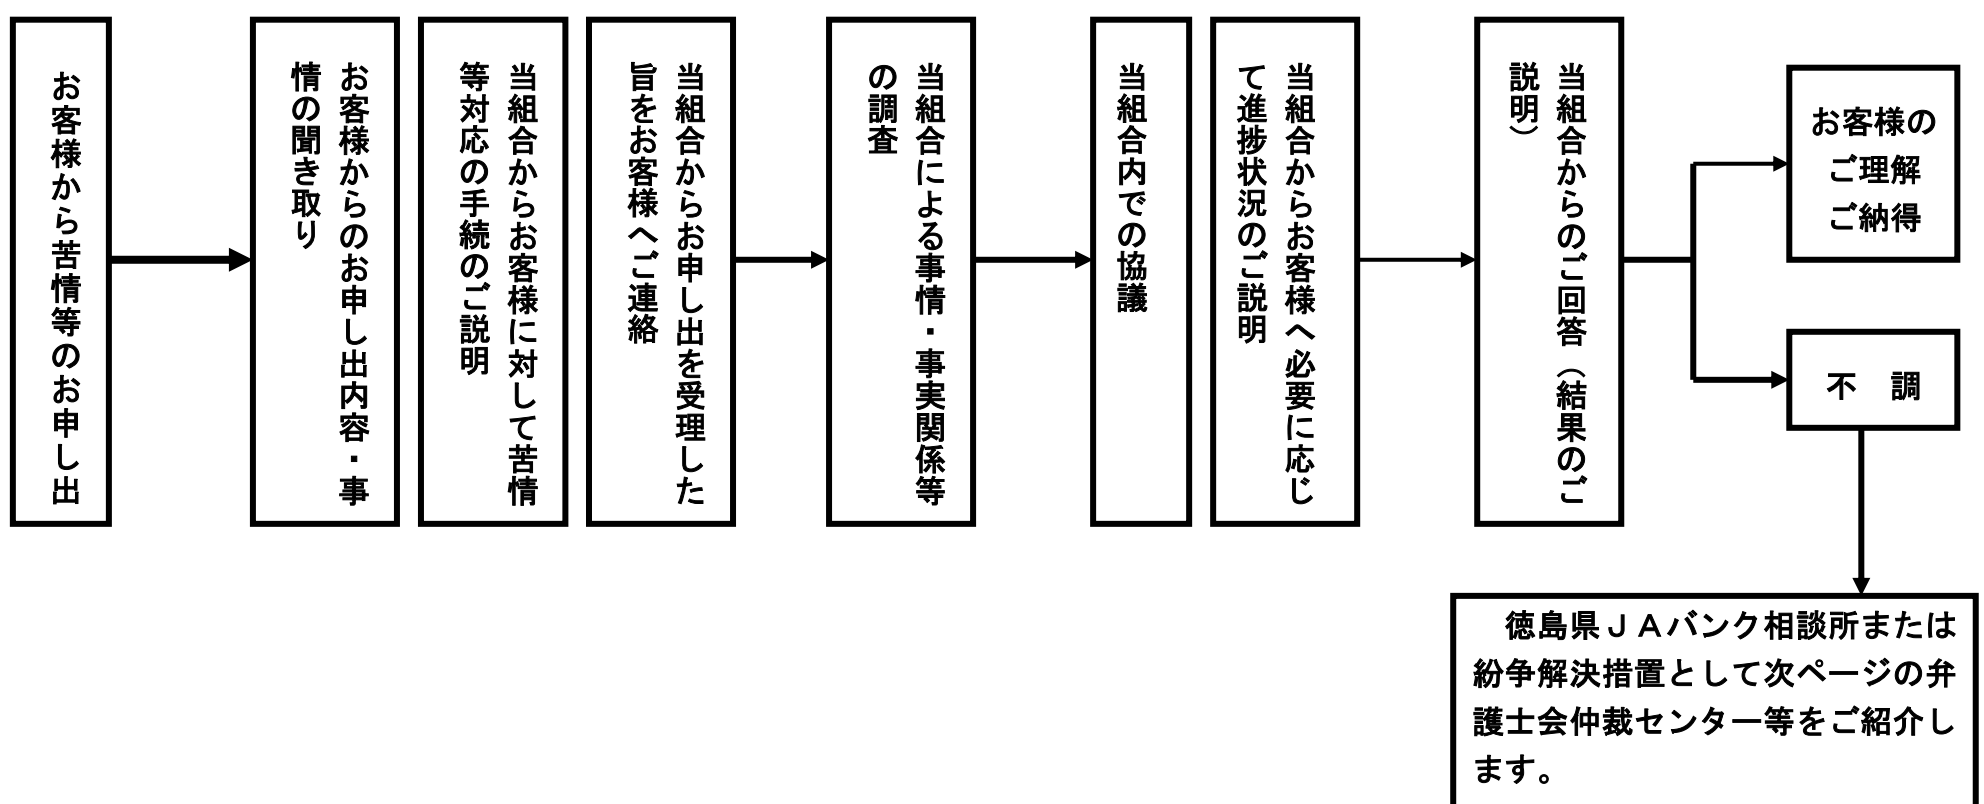 お客様から苦情等のお申し出
お客様からのお申し出内容・事
情の聞き取り
当組合からお客様に対して苦情
等対応の手続のご説明
当組合からお申し出を受理した
旨をお客様へご連絡
当組合による事情・事実関係等
の調査
当組合内での協議
当組合からお客様へ必要に応じ
て進捗状況のご説明
当組合からのご回答（結果のご
説明）
お客様の
ご理解
ご納得
不　調
徳島県ＪＡバンク相談所または
紛争解決措置として次ページの弁
護士会仲裁センター等をご紹介し
ます。